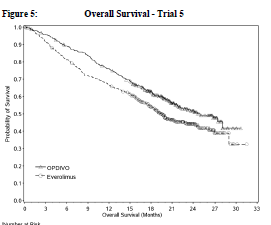 Figure 5: Overall Survival - Trial 5
Probability of Survival
1.0
0.9
0.8
0.7
0.6
0.5
0.4
0.3
0.2
0.1
0.0
OPDIVO
Everolimus
0 3 6 9 12 15 18 21 24 27 30 33
Overall Survival (Months)
Number at Risk